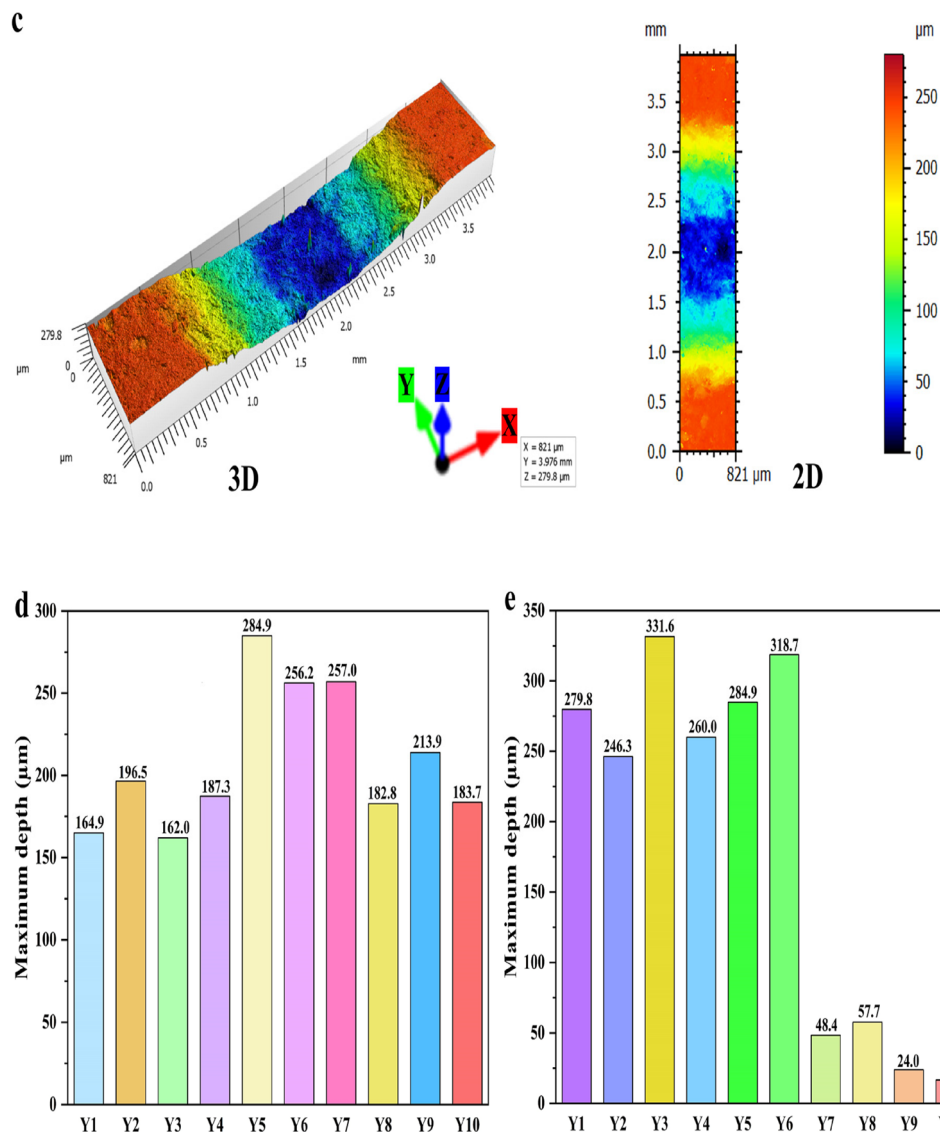 c
279.8
µm
0
0
µm
821
0.0
0.5
1.0
1.5
2.0
mm
2.5
3.0
3.5
Y
Z
X
X = 821 µm
Y = 3.976 mm
Z = 279.8 µm
3D
mm
3.5
3.0
2.5
2.0
1.5
1.0
0.5
0.0
0
821 µm
2D
µm
250
200
150
100
50
0
d
Maximum depth (µm)
300
250
200
150
100
50
0
164.9
196.5
162.0
187.3
284.9
256.2
257.0
182.8
213.9
183.7
Y1 Y2 Y3 Y4 Y5 Y6 Y7 Y8 Y9 Y10
e
Maximum depth (µm)
350
300
250
200
150
100
50
0
279.8
246.3
331.6
260.0
284.9
318.7
48.4
57.7
24.0
Y1 Y2 Y3 Y4 Y5 Y6 Y7 Y8 Y9